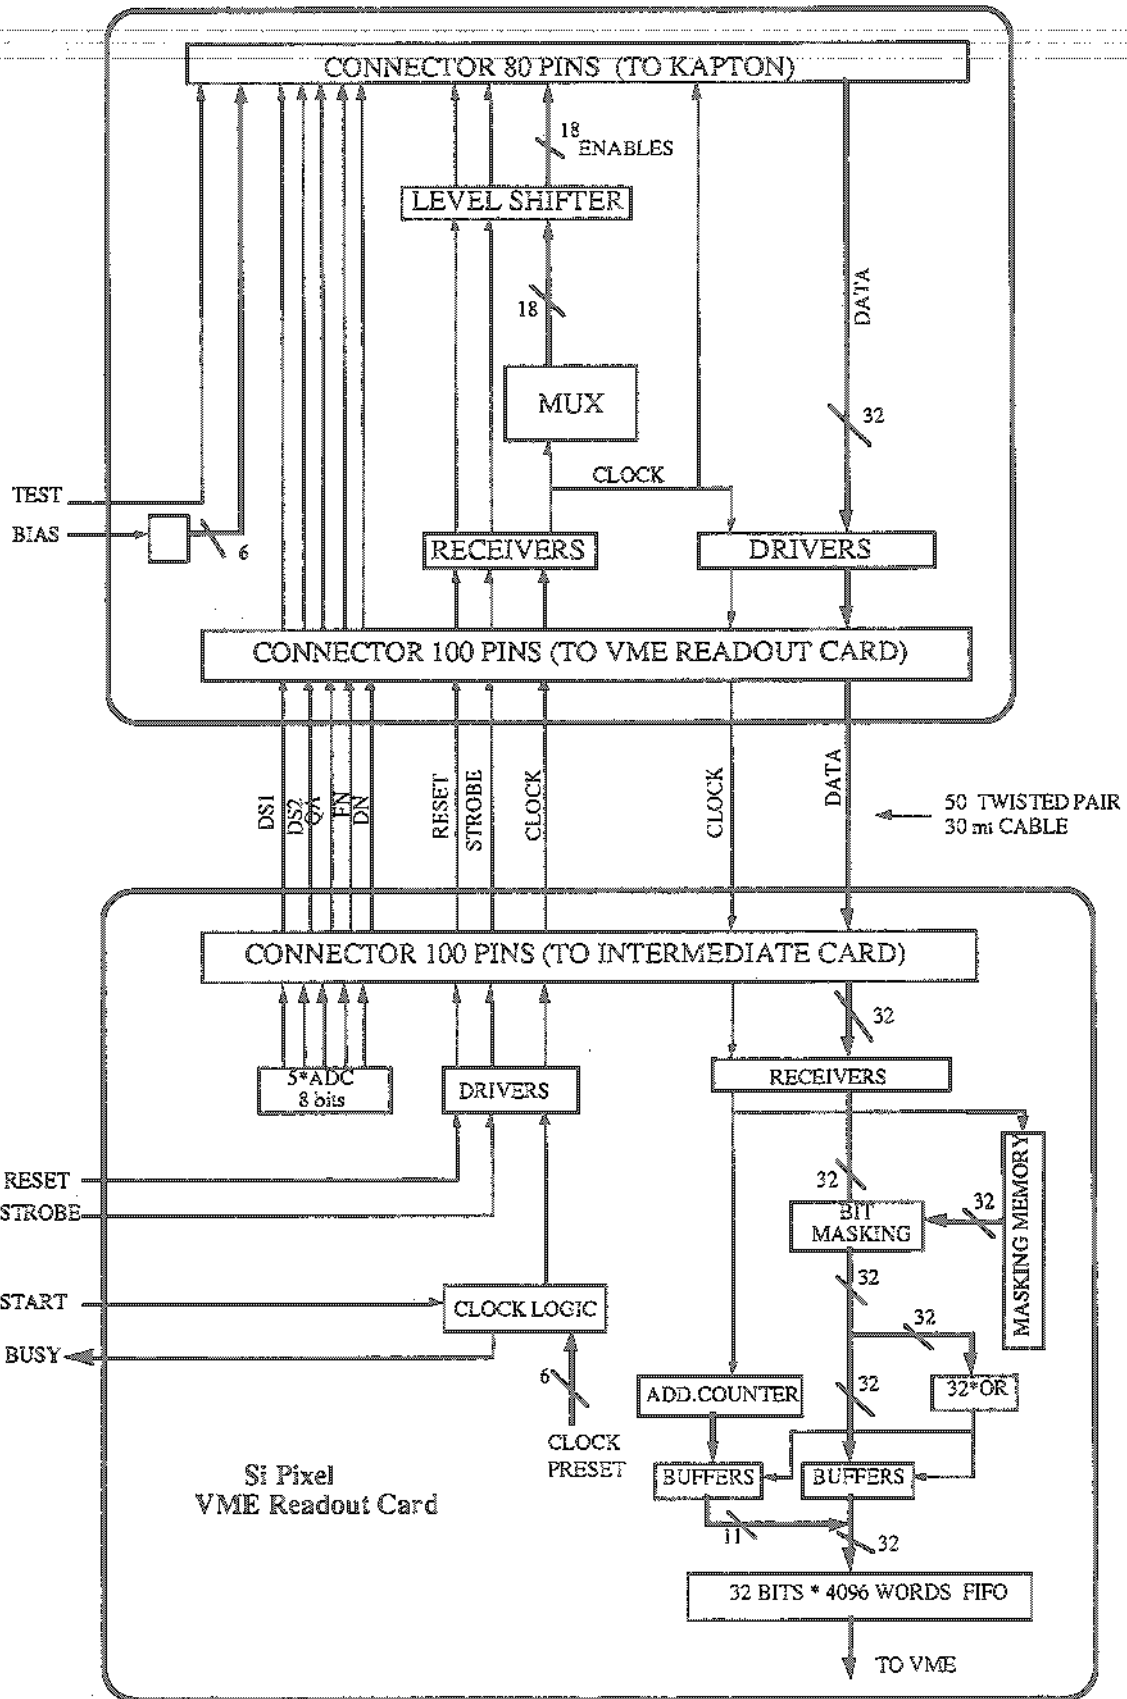 CONNECTOR 80 PINS (TO KAPTON)
18
ENABLES
LEVEL SHIFTER
18
DATA
MUX
32
CLOCK
TEST
BIAS
6
RECEIVERS
DRIVERS
CONNECTOR 100 PINS (TO VME READOUT CARD)
DS1
DS2
FN
DN
RESET
STROBE
CLOCK
CLOCK
DATA
50 TWISTED PAIR
30 mt CABLE
CONNECTOR 100 PINS (TO INTERMEDIATE CARD)
32
5*ADC
8 bits
DRIVERS
RECEIVERS
RESET
STROBE
32
BIT
MASKING
32
MASKING MEMORY
START
CLOCK LOGIC
32
32
BUSY
6
ADD.COUNTER
32
32*OR
CLOCK
PRESET
BUFFERS
BUFFERS
Si Pixel
VME Readout Card
11
32
32 BITS * 4096 WORDS FIFO
TO VME